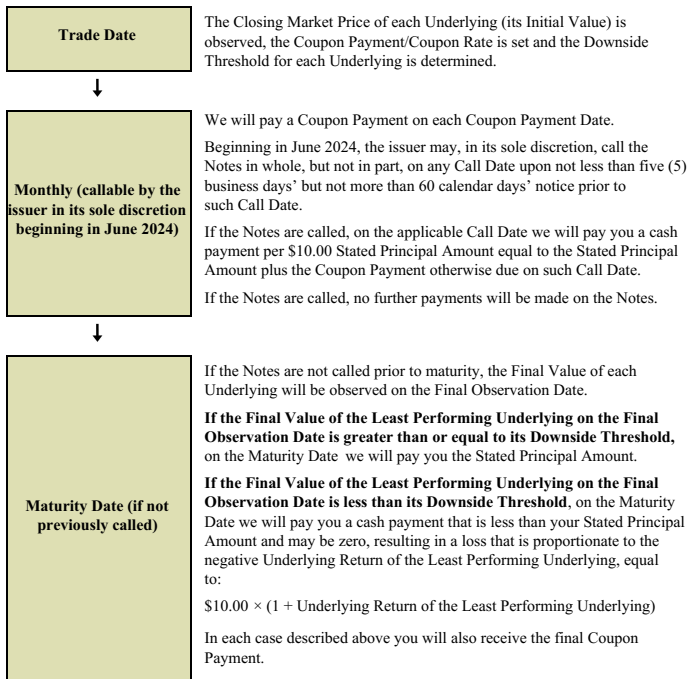 Trade Date
The Closing Market Price of each Underlying (its Initial Value) is
observed, the Coupon Payment/Coupon Rate is set and the Downside
Threshold for each Underlying is determined.
Monthly (callable by the
issuer in its sole discretion
beginning in June 2024)
We will pay a Coupon Payment on each Coupon Payment Date.
Beginning in June 2024, the issuer may, in its sole discretion, call the
Notes in whole, but not in part, on any Call Date upon not less than five (5)
business days’ but not more than 60 calendar days’ notice prior to
such Call Date.
If the Notes are called, on the applicable Call Date we will pay you a cash
payment per $10.00 Stated Principal Amount equal to the Stated Principal
Amount plus the Coupon Payment otherwise due on such Call Date.
If the Notes are called, no further payments will be made on the Notes.
Maturity Date (if not
previously called)
If the Notes are not called prior to maturity, the Final Value of each
Underlying will be observed on the Final Observation Date.
If the Final Value of the Least Performing Underlying on the Final
Observation Date is greater than or equal to its Downside Threshold,
on the Maturity Date we will pay you the Stated Principal Amount.
If the Final Value of the Least Performing Underlying on the Final
Observation Date is less than its Downside Threshold, on the Maturity
Date we will pay you a cash payment that is less than your Stated Principal
Amount and may be zero, resulting in a loss that is proportionate to the
negative Underlying Return of the Least Performing Underlying, equal
to:
$10.00 × (1 + Underlying Return of the Least Performing Underlying)
In each case described above you will also receive the final Coupon
Payment.